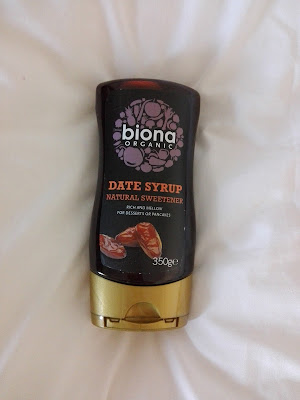 biona
ORGANIC
DATE SYRUP
NATURAL SWEETENER
RICH AND MELLOW
FOR DESSERTS OR PANCAKES
350g℮